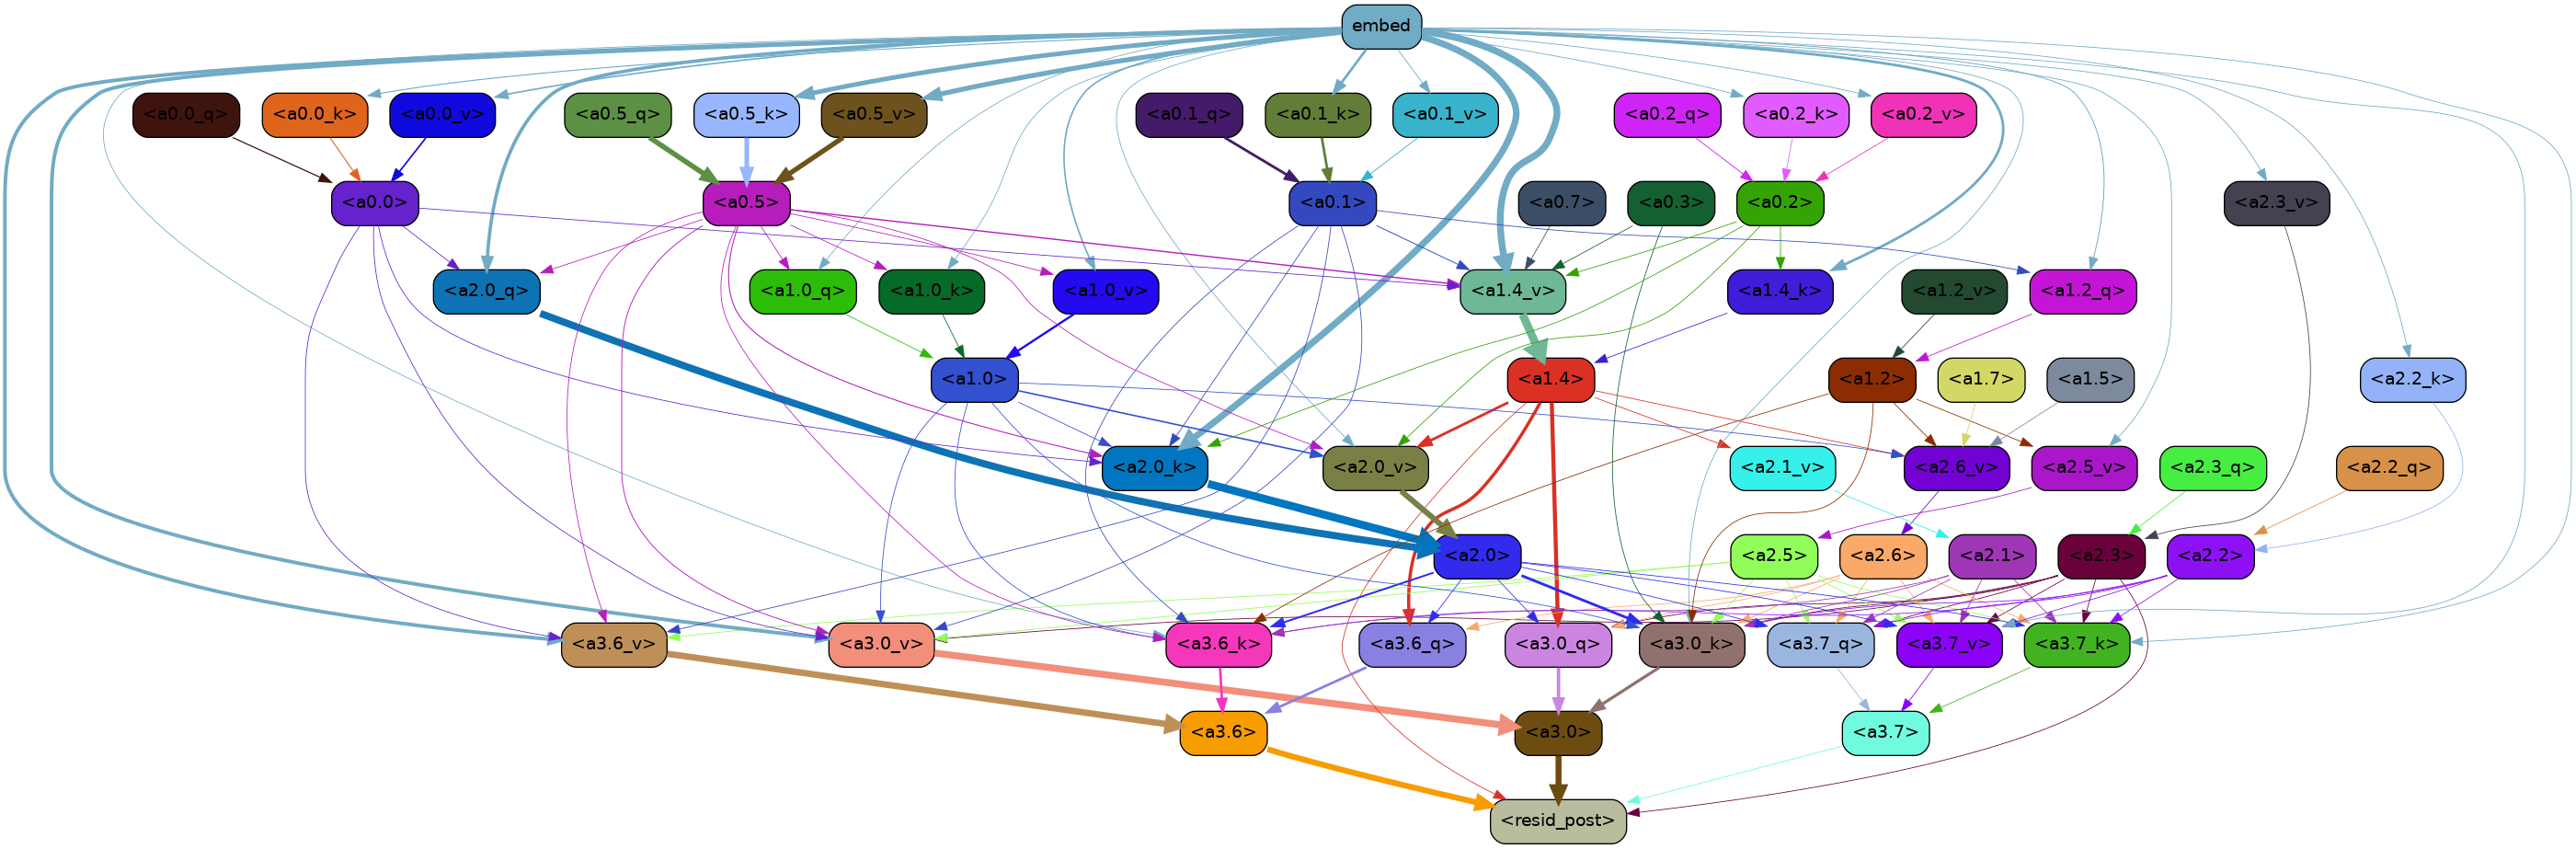 embed
<a0.0_q> <a0.0_k> <a0.0_v> <a0.5_q> <a0.5_k> <a0.5_v> <a0.1_q> <a0.1_k> <a0.1_v> <a0.2_q> <a0.2_k> <a0.2_v>
<a0.0> <a0.5> <a0.1> <a0.7> <a0.3> <a0.2> <a2.3_v>
<a2.0_q> <a1.0_q> <a1.0_k> <a1.0_v> <a1.4_v> <a1.4_k> <a1.2_v> <a1.2_q>
<a1.0> <a1.4> <a1.2> <a1.7> <a1.5> <a2.2_k>
<a2.0_k> <a2.0_v> <a2.1_v> <a2.6_v> <a2.5_v> <a2.3_q> <a2.2_q>
<a2.0> <a2.5> <a2.6> <a2.1> <a2.3> <a2.2>
<a3.6_v> <a3.0_v> <a3.6_k> <a3.6_q> <a3.0_q> <a3.0_k> <a3.7_q> <a3.7_v> <a3.7_k>
<a3.6> <a3.0> <a3.7>
<resid_post>